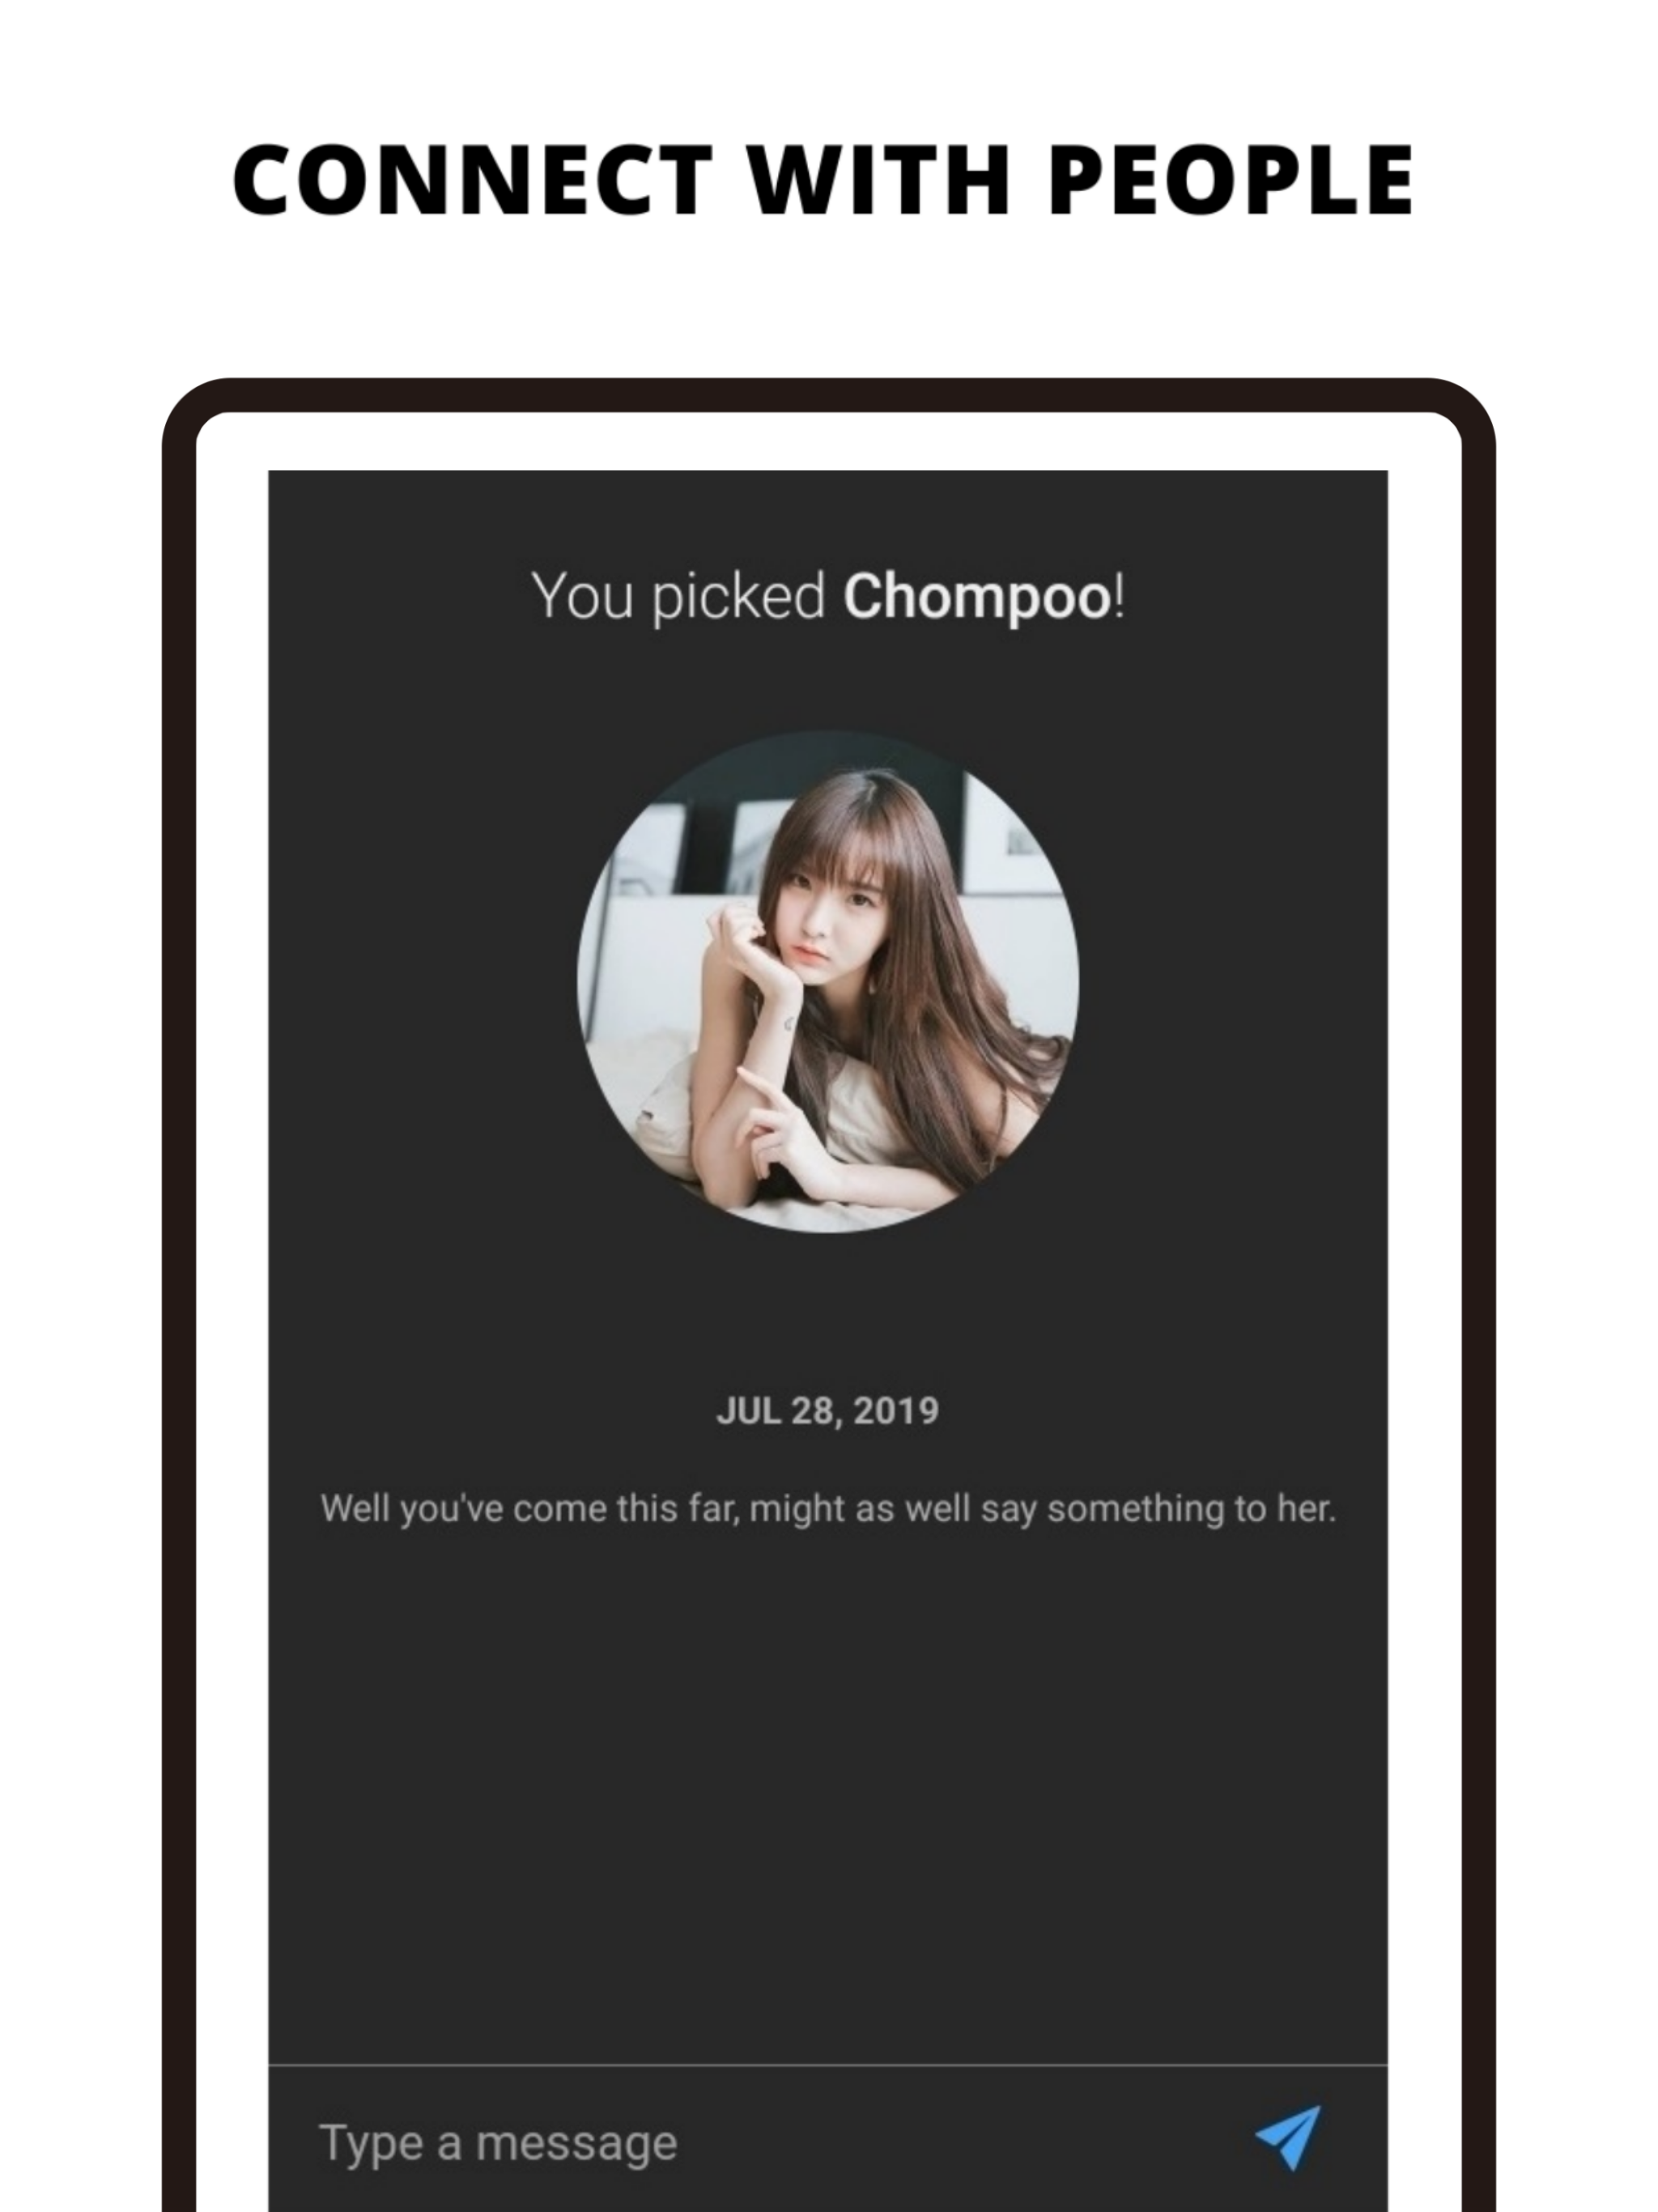 CONNECT WITH PEOPLE
You picked Chompoo!
JUL 28, 2019
Well you've come this far, might as well say something to her.
Type a message